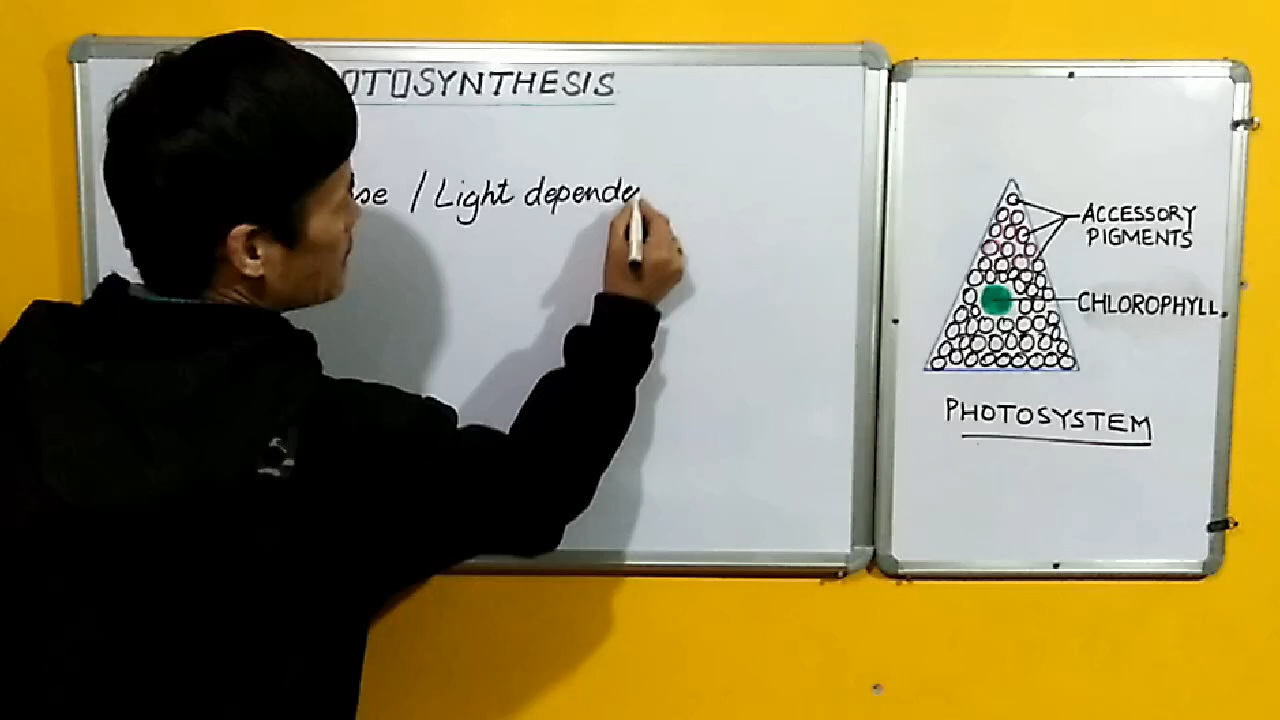 OTOSYNTHESIS
se / Light depende
ACCESSORY
PIGMENTS
CHLOROPHYLL
PHOTOSYSTEM